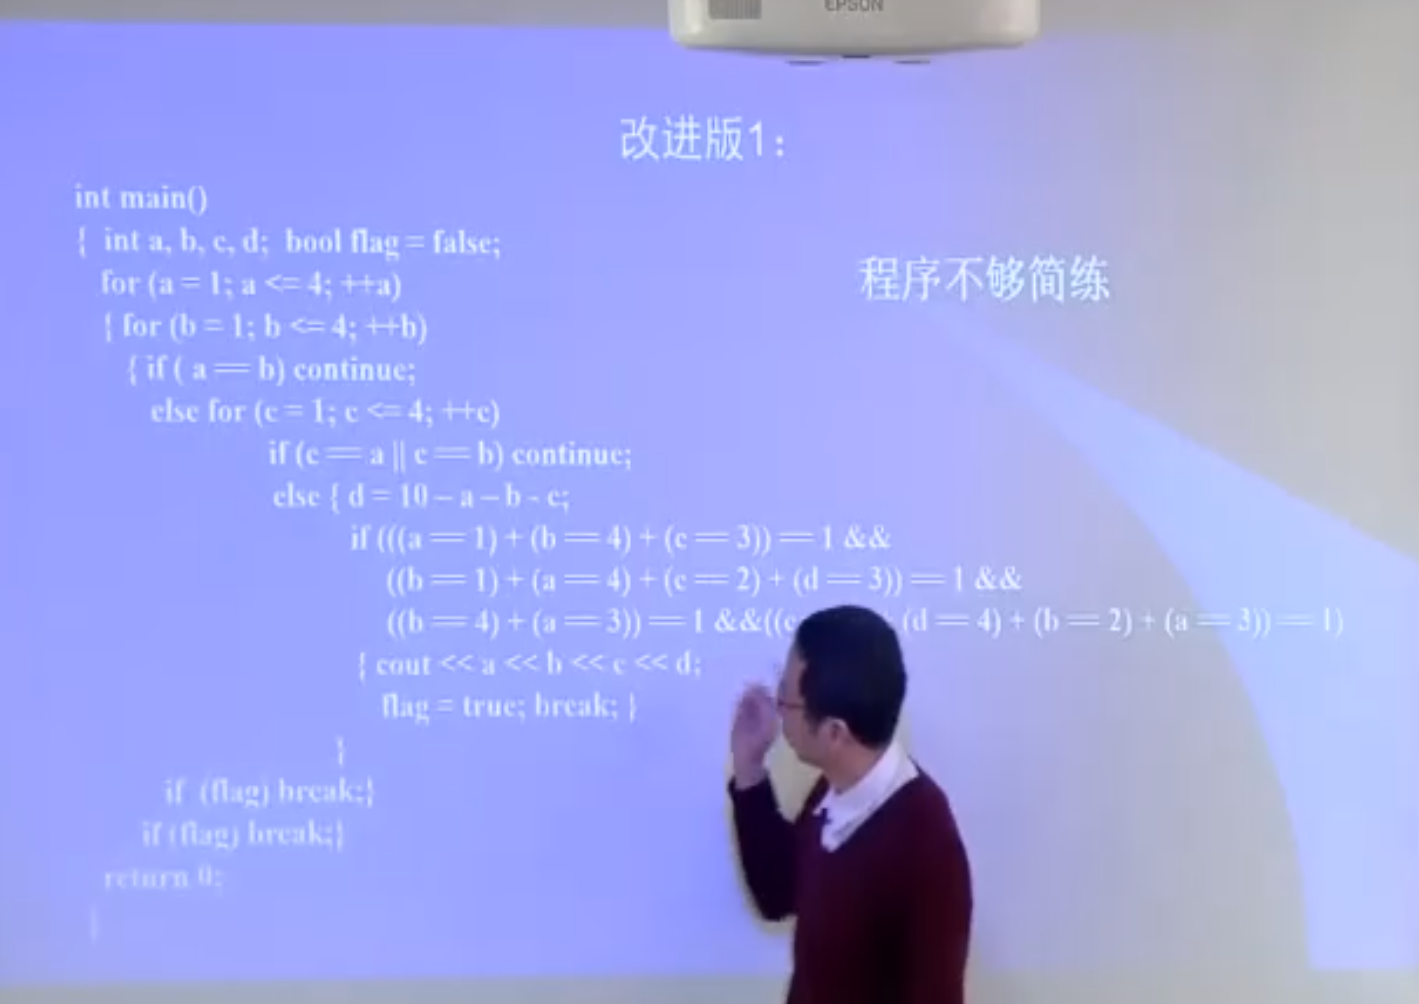 EPSON
改进版1：
int main()
{ int a, b, c, d; bool flag = false;
程序不够简练
for (a = 1; a <= 4; ++a)
{ for (b = 1; b <= 4; ++b)
{ if ( a == b) continue;
else for (c = 1; c <= 4; ++c)
if (c == a || c == b) continue;
else { d = 10 – a – b - c;
if (((a == 1) + (b == 4) + (c == 3)) == 1 &&
((b == 1) + (a == 4) + (c == 2) + (d == 3)) == 1 &&
((b == 4) + (a == 3)) == 1 &&((c (d == 4) + (b == 2) + (a == 3)) == 1)
{ cout << a << b << c << d;
flag = true; break; }
}
if (flag) break;}
if (flag) break;}
return 0;
}